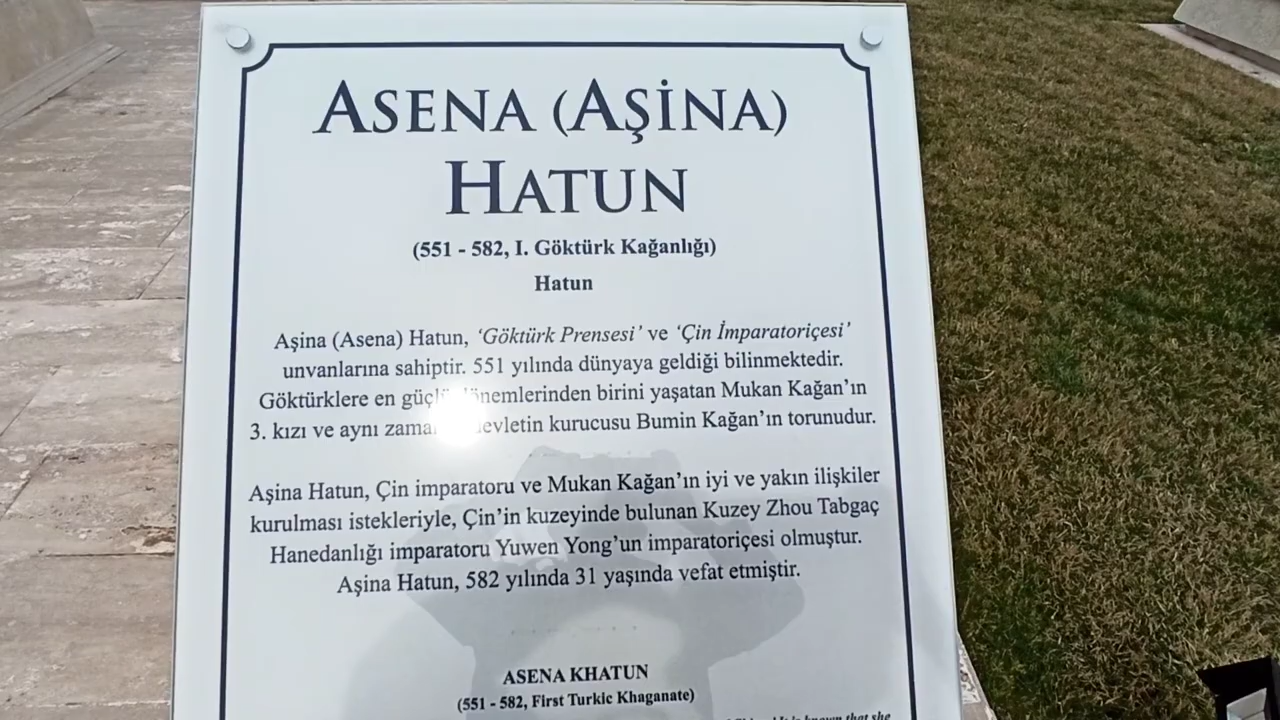 ASENA (AŞİNA)
HATUN
(551 - 582, I. Göktürk Kağanlığı)
Hatun
Aşina (Asena) Hatun, ‘Göktürk Prensesi’ ve ‘Çin İmparatoriçesi’
unvanlarına sahiptir. 551 yılında dünyaya geldiği bilinmektedir.
Göktürklere en birini yaşatan Mukan Kağan’ın
3. kızı ve aynı kurucusu Bumin Kağan’ın torunudur.
Aşina Hatun, Çin imparatoru ve Mukan Kağan’ın iyi ve yakın ilişkiler
kurulması istekleriyle, Çin’in kuzeyinde bulunan Kuzey Zhou Tabgaç
Hanedanlığı imparatoru Yuwen Yong’un imparatoriçesi olmuştur.
Aşina Hatun, 582 yılında 31 yaşında vefat etmiştir.
ASENA KHATUN
(551 - 582, First Turkic Khaganate)
known that she